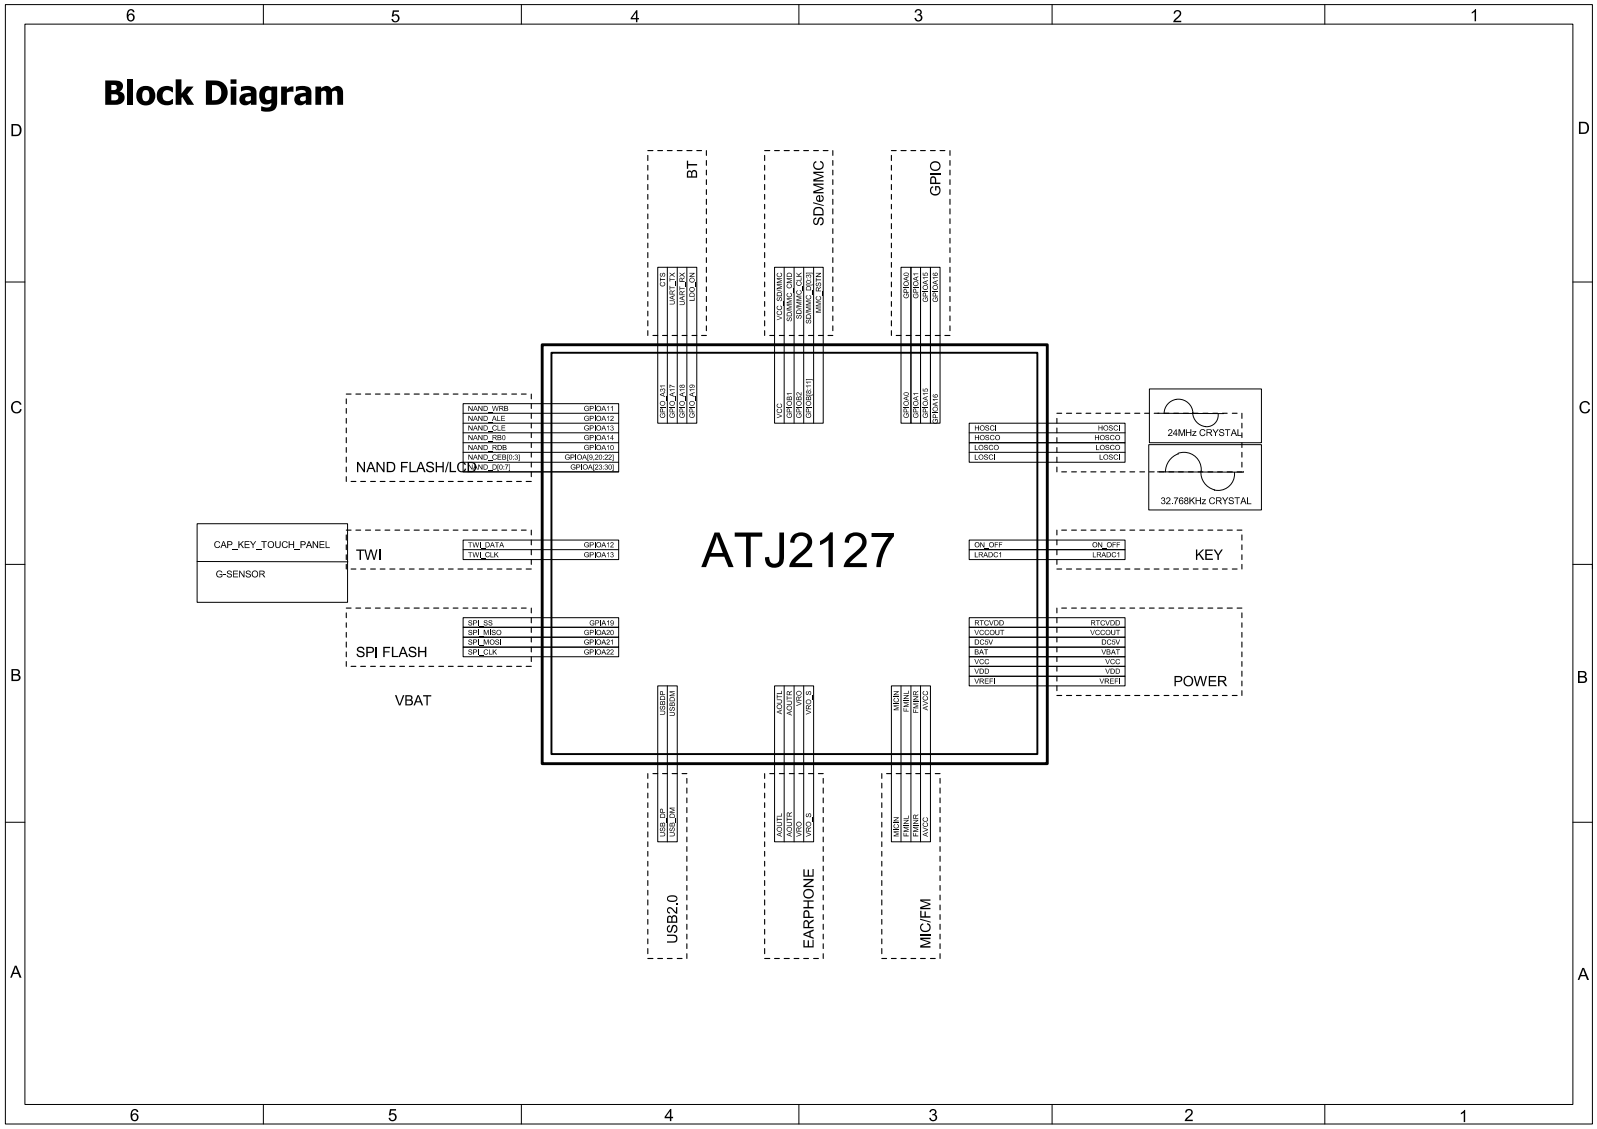 6 5 4 3 2 1
Block Diagram
D
D
BT
SD/eMMC
GPIO
CTS
UART_TX
UART_RX
LDO_ON
VCC_SD/MMC
SD/MMC_CMD
SD/MMC_CLK
SD/MMC_D[0:3]
MMC_RSTN
GPIOA0
GPIOA1
GPIOA15
GPIOA16
GPIO_A31
GPIO_A17
GPIO_A18
GPIO_A19
VCC
GPIOB1
GPIOB2
GPIOB[8:11]
GPIOA0
GPIOA1
GPIOA15
GPIOA16
C
C
NAND_WRB GPIOA11
NAND_ALE GPIOA12
NAND_CLE GPIOA13
NAND_RB0 GPIOA14
NAND_RDB GPIOA10
NAND_CEB[0:3] GPIOA[9,20:22]
NAND_D[0:7] GPIOA[23:30]
NAND FLASH/LCD
HOSCI HOSCI
HOSCO HOSCO
LOSCO LOSCO
LOSCI LOSCI
24MHz CRYSTAL
32.768KHz CRYSTAL
ATJ2127
CAP_KEY_TOUCH_PANEL
G-SENSOR
TWI
TWI_DATA GPIOA12
TWI_CLK GPIOA13
ON_OFF ON_OFF
LRADC1 LRADC1
KEY
SPI_SS GPIA19
SPI_MISO GPIOA20
SPI_MOSI GPIOA21
SPI_CLK GPIOA22
SPI FLASH
RTCVDD RTCVDD
VCCOUT VCCOUT
DC5V DC5V
BAT VBAT
VCC VCC
VDD VDD
VREFI VREFI
POWER
B
B
VBAT
USBDP
USBDM
AOUTL
AOUTR
VRO
VRO_S
MICIN
FMINL
FMINR
AVCC
USB_DP
USB_DM
AOUTL
AOUTR
VRO
VRO_S
MICIN
FMINL
FMINR
AVCC
USB2.0
EARPHONE
MIC/FM
A
A
6 5 4 3 2 1